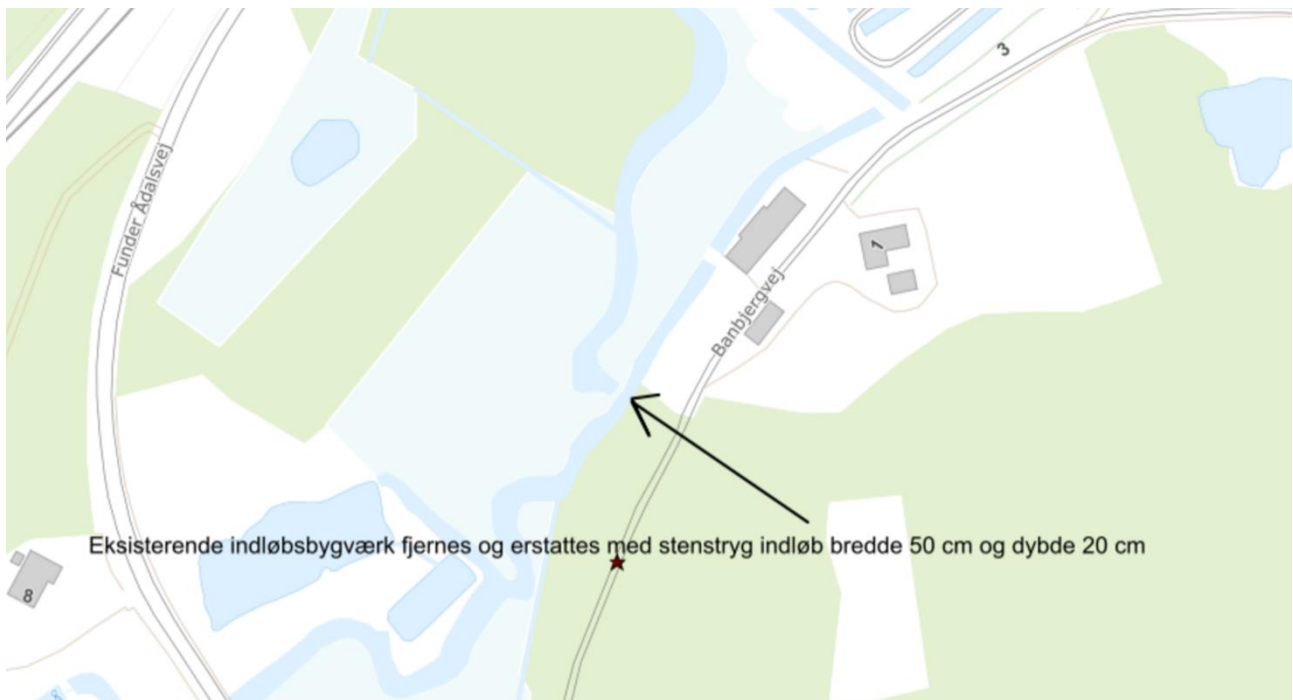 3
Funder Ådalsvej
1
Banbjergvej
Eksisterende indløbsbygværk fjernes og erstattes med stenstryg indløb bredde 50 cm og dybde 20 cm
8